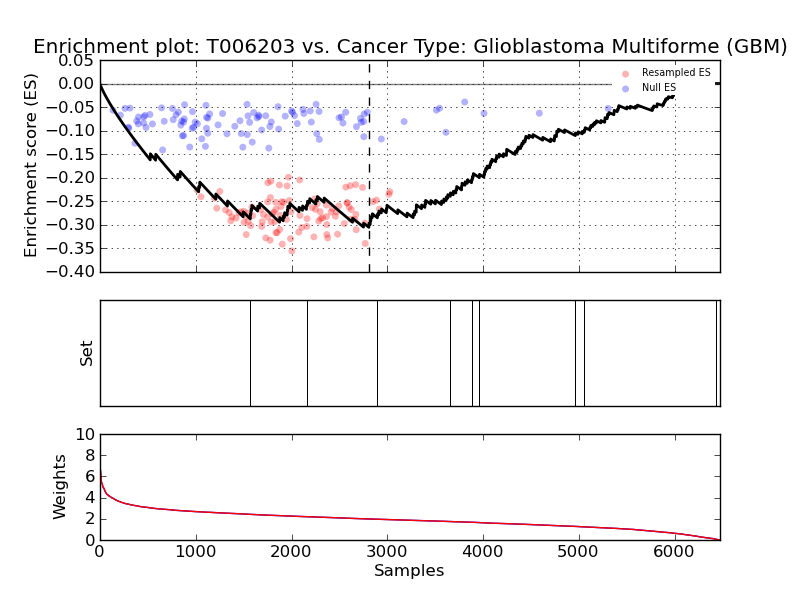 Enrichment plot: T006203 vs. Cancer Type: Glioblastoma Multiforme (GBM)
0.05
0.00
−0.05
−0.10
−0.15
−0.20
−0.25
−0.30
−0.35
−0.40
Enrichment score (ES)
Resampled ES
Null ES
Set
10
8
6
4
2
0
Weights
0 1000 2000 3000 4000 5000 6000
Samples